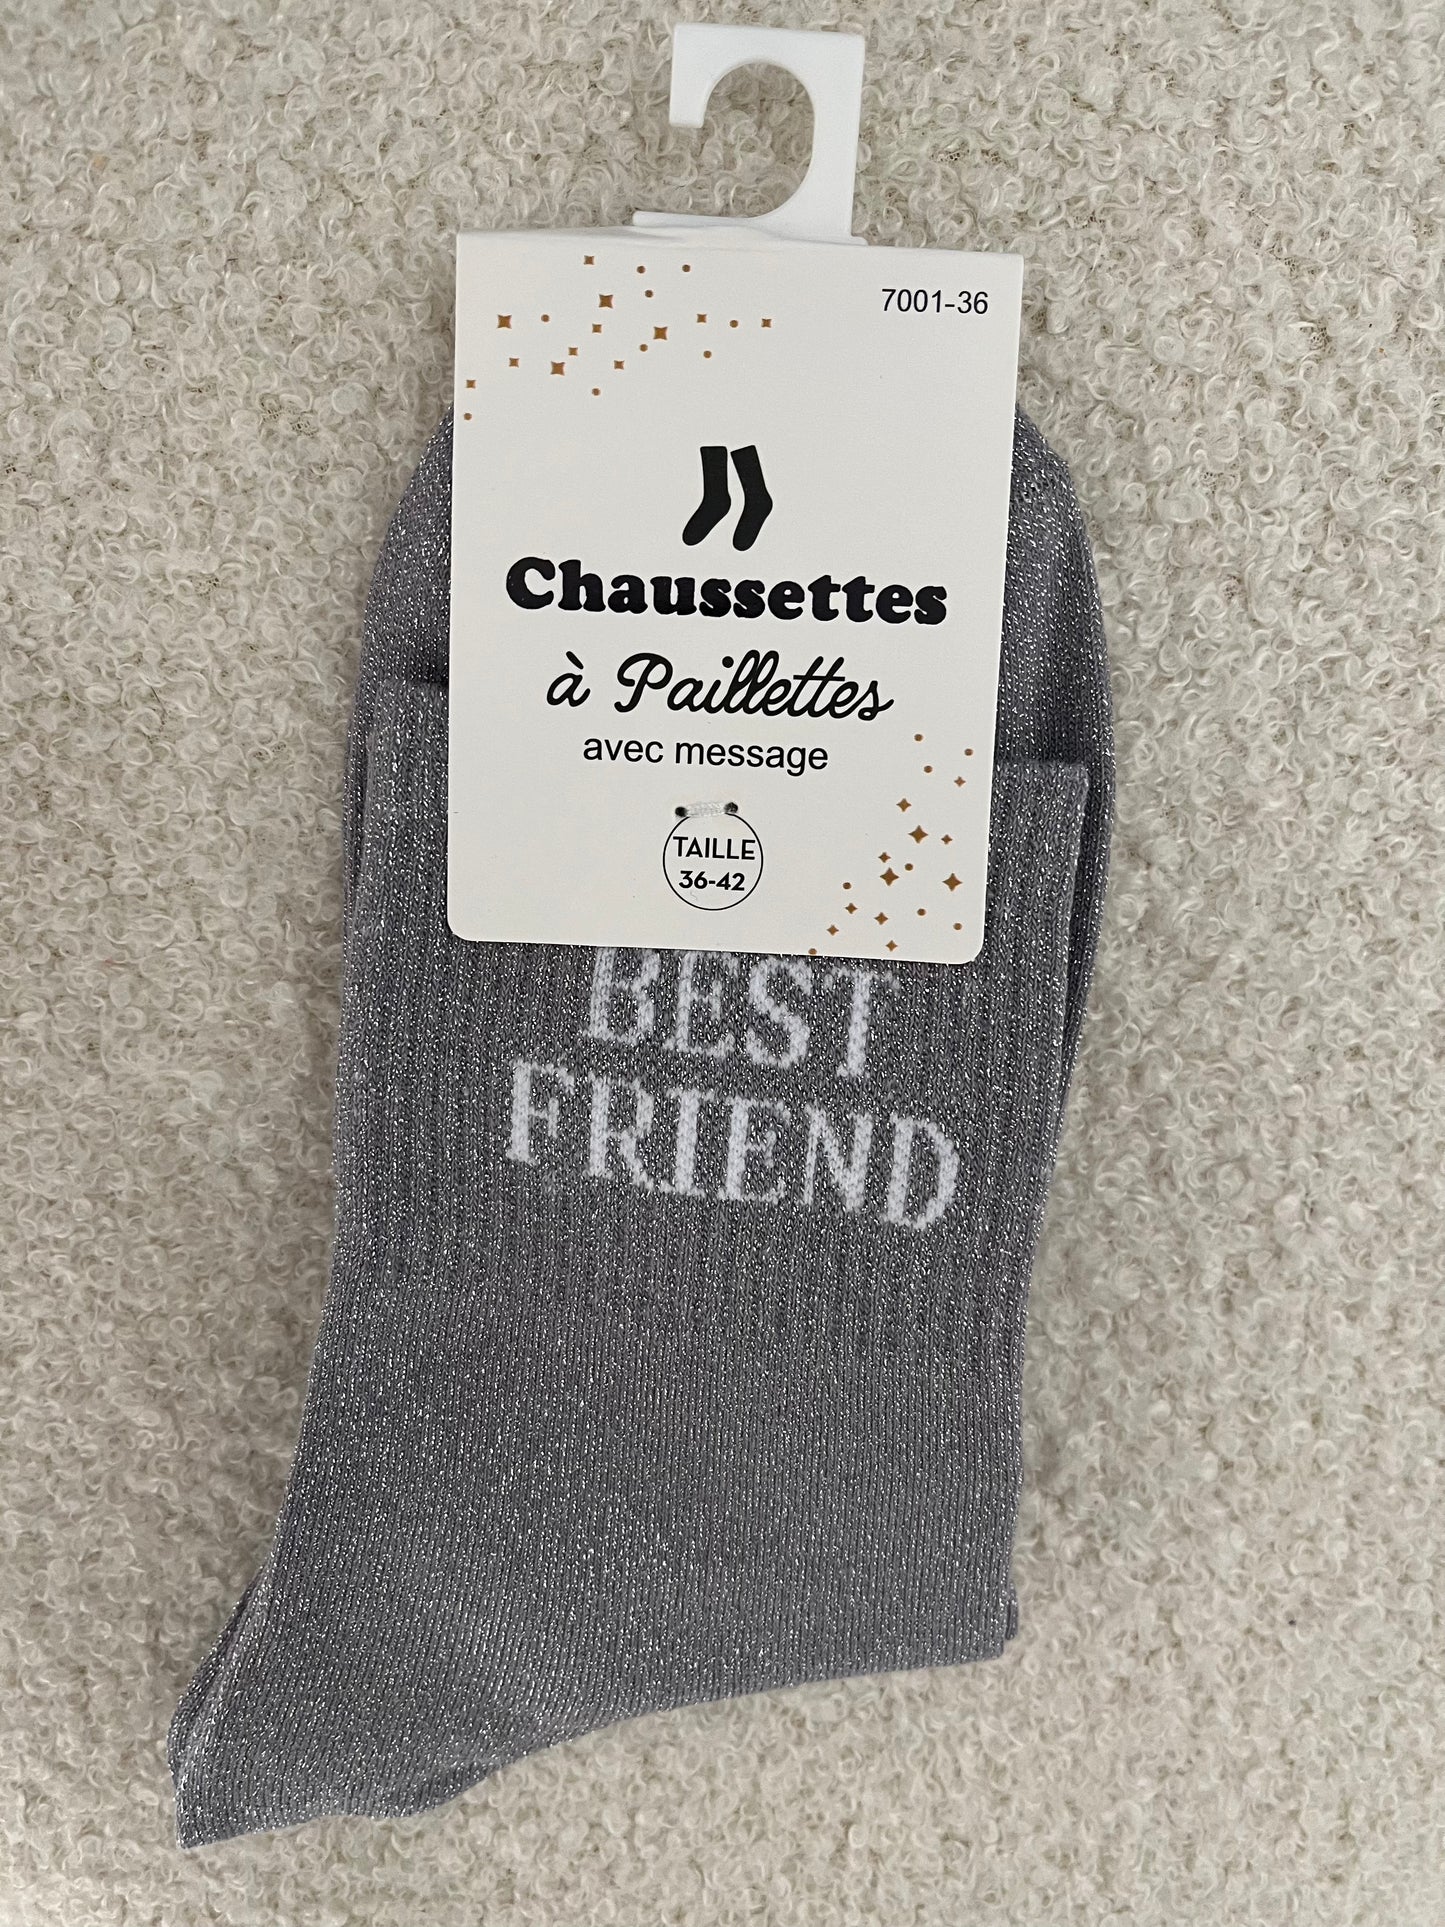 7001-36
Chaussettes
à Paillettes
avec message
TAILLE
36-42
BEST
FRIEND